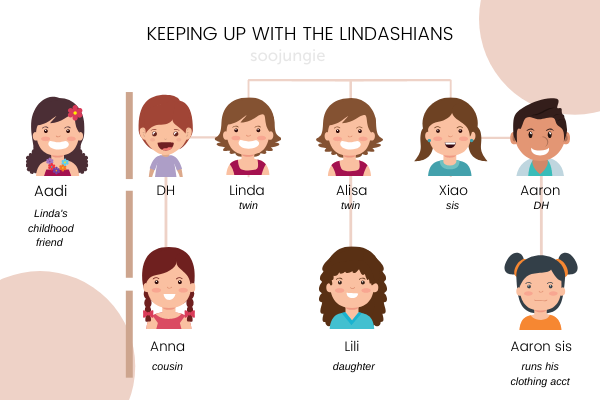 KEEPING UP WITH THE LINDASHIANS
soojungie
Aadi
Linda's
childhood
friend
DH
Linda
twin
Alisa
twin
Xiao
sis
Aaron
DH
Anna
cousin
Lili
daughter
Aaron sis
runs his
clothing acct